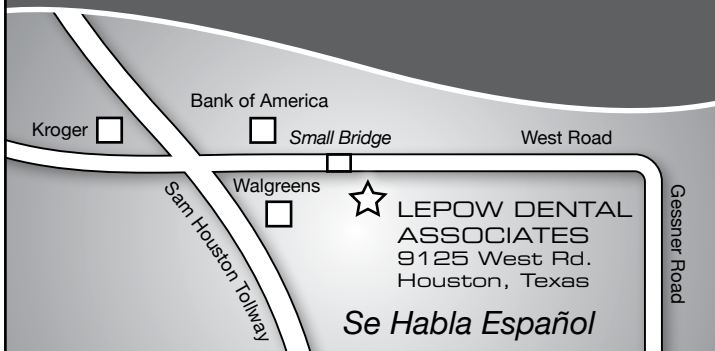 Bank of America
Kroger
Small Bridge
West Road
Walgreens
Sam Houston Tollway
Gessner Road
LEPOW DENTAL
ASSOCIATES
9125 West Rd.
Houston, Texas
Se Habla Español